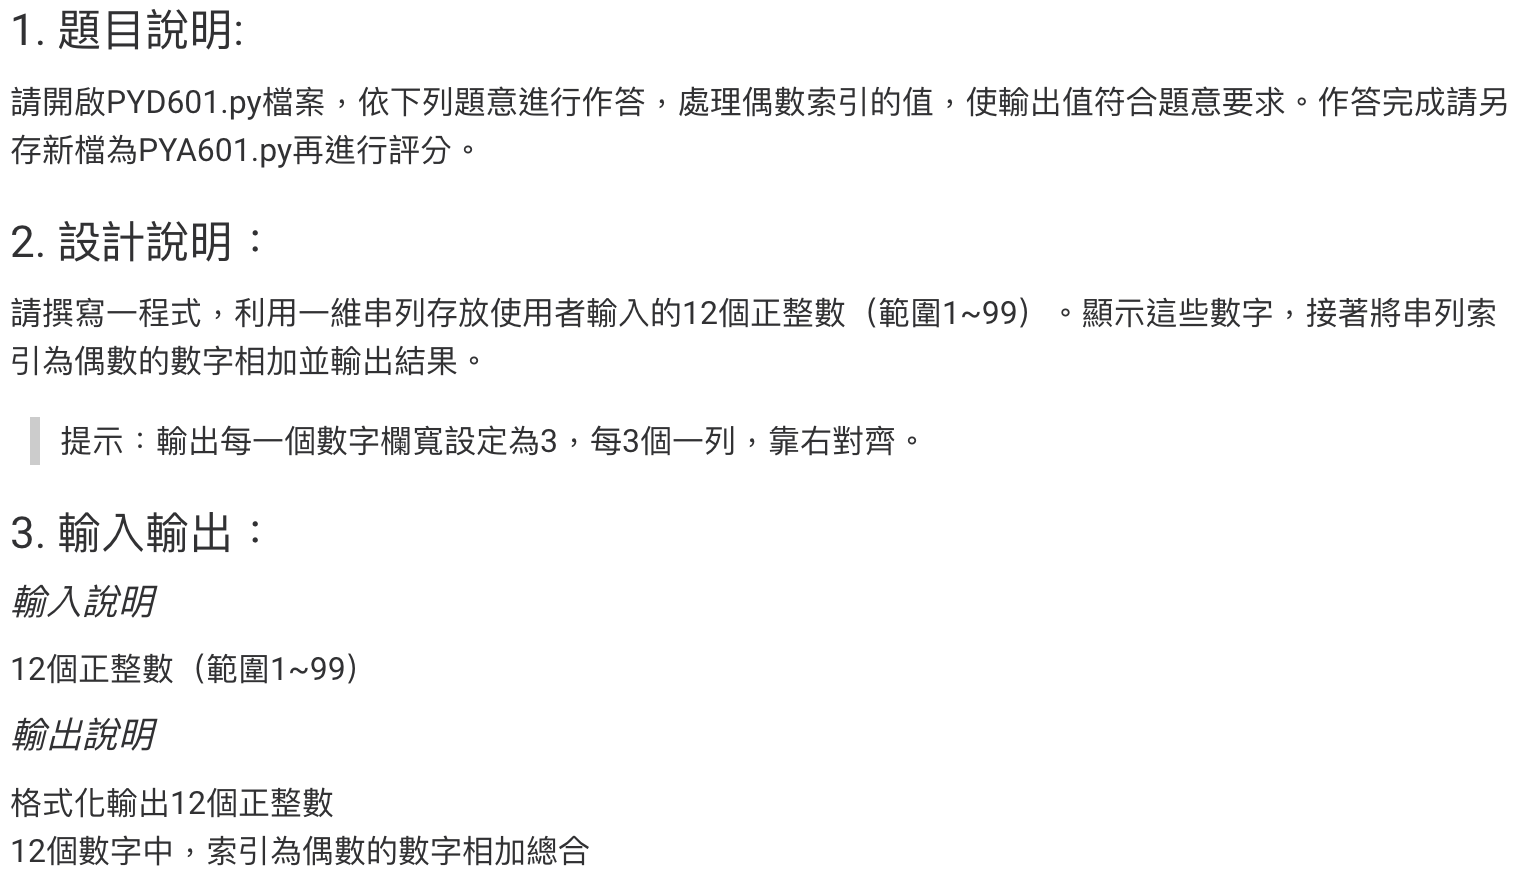 1. 題目說明:
請開啟PYD601.py檔案，依下列題意進行作答，處理偶數索引的值，使輸出值符合題意要求。作答完成請另
存新檔為PYA601.py再進行評分。
2. 設計說明：
請撰寫一程式，利用一維串列存放使用者輸入的12個正整數（範圍1~99）。顯示這些數字，接著將串列索
引為偶數的數字相加並輸出結果。
提示：輸出每一個數字欄寬設定為3，每3個一列，靠右對齊。
3. 輸入輸出：
輸入說明
12個正整數（範圍1~99）
輸出說明
格式化輸出12個正整數
12個數字中，索引為偶數的數字相加總合